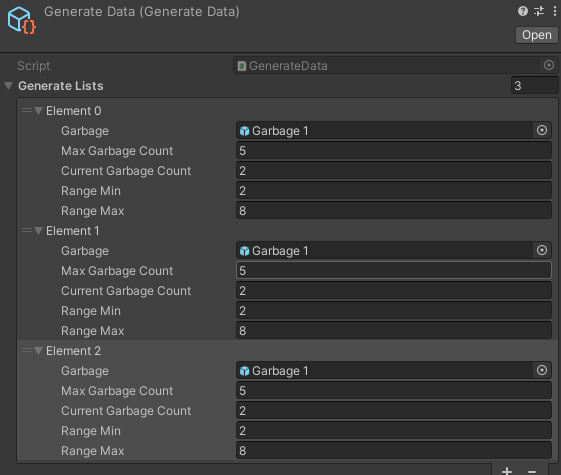 Generate Data (Generate Data)
Open
Script GenerateData
Generate Lists 3
Element 0
Garbage Garbage 1
Max Garbage Count 5
Current Garbage Count 2
Range Min 2
Range Max 8
Element 1
Garbage Garbage 1
Max Garbage Count 5
Current Garbage Count 2
Range Min 2
Range Max 8
Element 2
Garbage Garbage 1
Max Garbage Count 5
Current Garbage Count 2
Range Min 2
Range Max 8